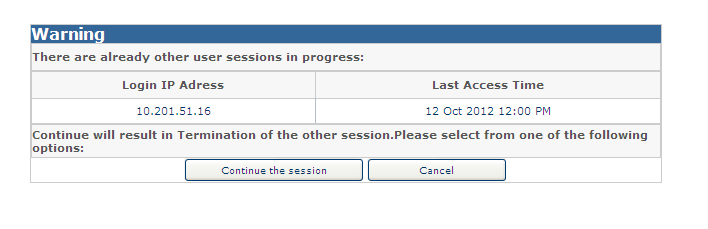 Warning
There are already other user sessions in progress:
Login IP Adress Last Access Time
10.201.51.16 12 Oct 2012 12:00 PM
Continue will result in Termination of the other session.Please select from one of the following
options:
Continue the session Cancel